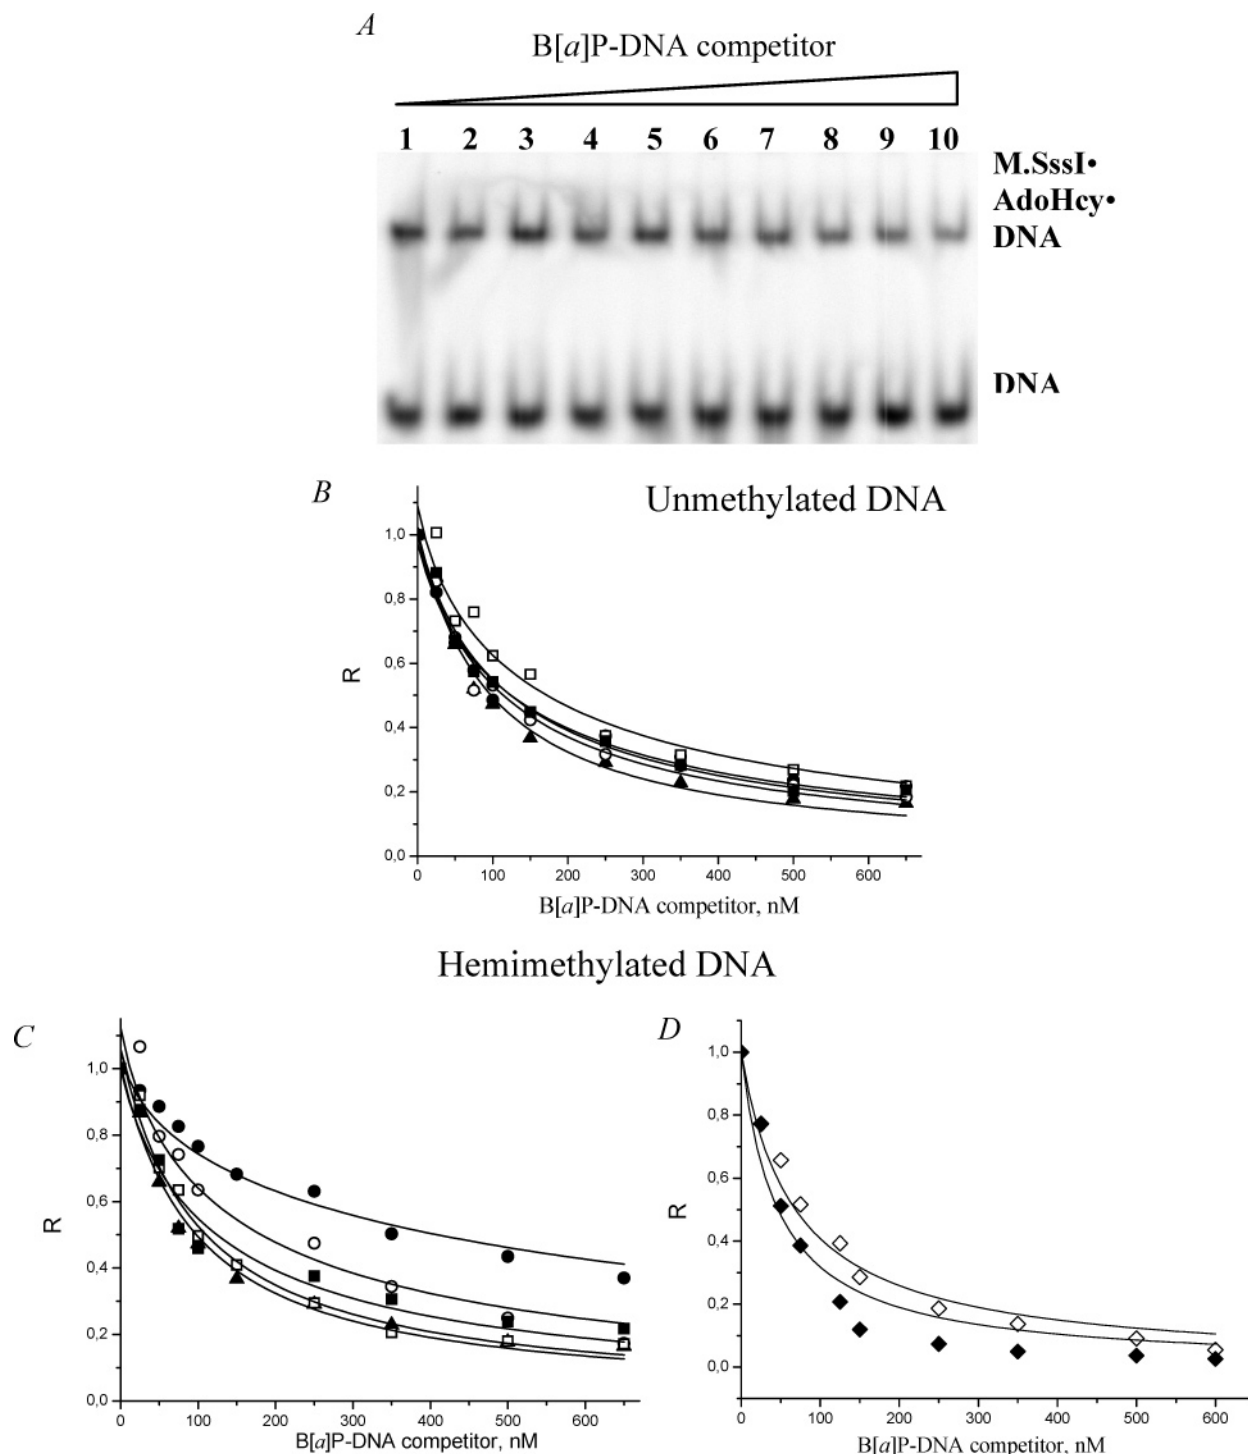 A
B[a]P-DNA competitor
1 2 3 4 5 6 7 8 9 10
M.SssI•
AdoHcy•
DNA
DNA
B
Unmethylated DNA
1,0
0,8
0,6
0,4
0,2
0,0
R
0 100 200 300 400 500 600
B[a]P-DNA competitor, nM
Hemimethylated DNA
C
1,0
0,8
0,6
0,4
0,2
0,0
R
0 100 200 300 400 500 600
B[a]P-DNA competitor, nM
D
1,0
0,8
0,6
0,4
0,2
0,0
R
0 100 200 300 400 500 600
B[a]P-DNA competitor, nM